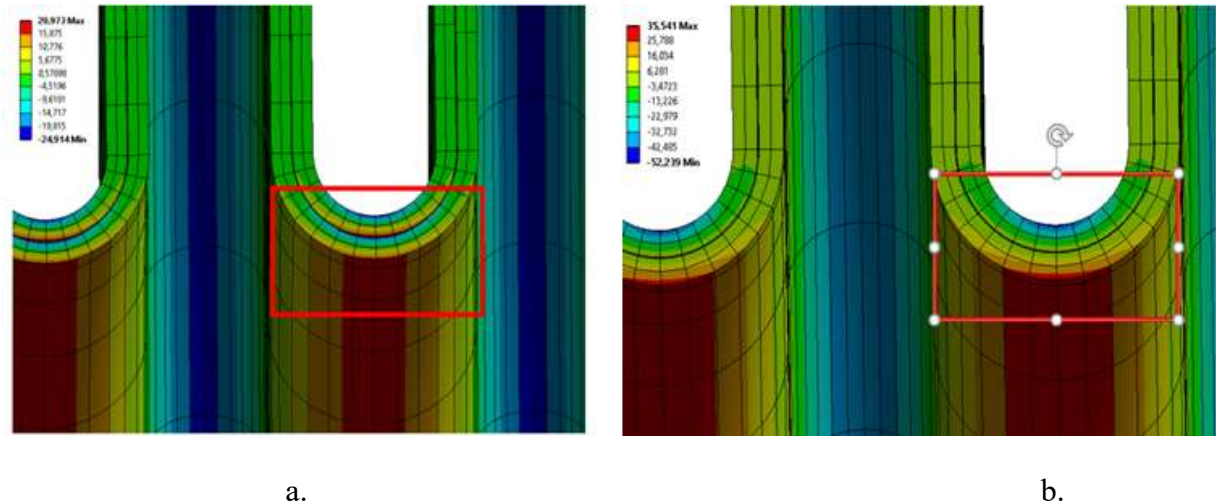 20,973 Max
15,875
10,776
5,6775
0,57898
-4,5196
-9,6181
-14,717
-19,815
-24,914 Min
35,541 Max
25,788
16,034
6,281
-3,4723
-13,226
-22,979
-32,732
-42,485
-52,239 Min
a.
b.